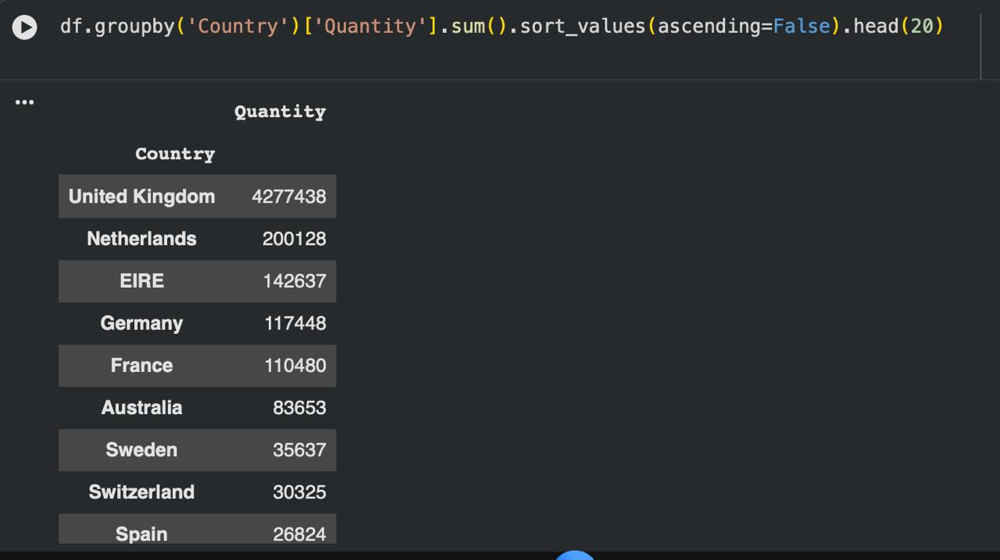 df.groupby('Country')['Quantity'].sum().sort_values(ascending=False).head(20)
Quantity
Country
United Kingdom 4277438
Netherlands 200128
EIRE 142637
Germany 117448
France 110480
Australia 83653
Sweden 35637
Switzerland 30325
Spain 26824